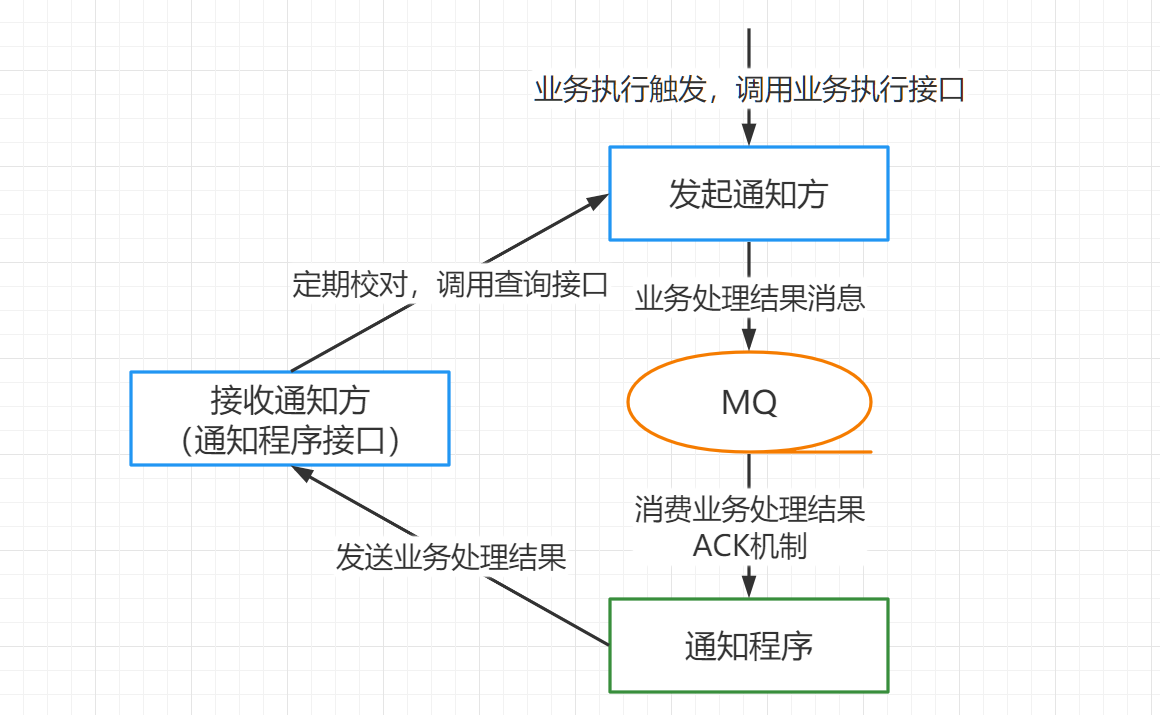 业务执行触发，调用业务执行接口
发起通知方
定期校对，调用查询接口
业务处理结果消息
接收通知方
（通知程序接口）
MQ
消费业务处理结果
ACK机制
发送业务处理结果
通知程序